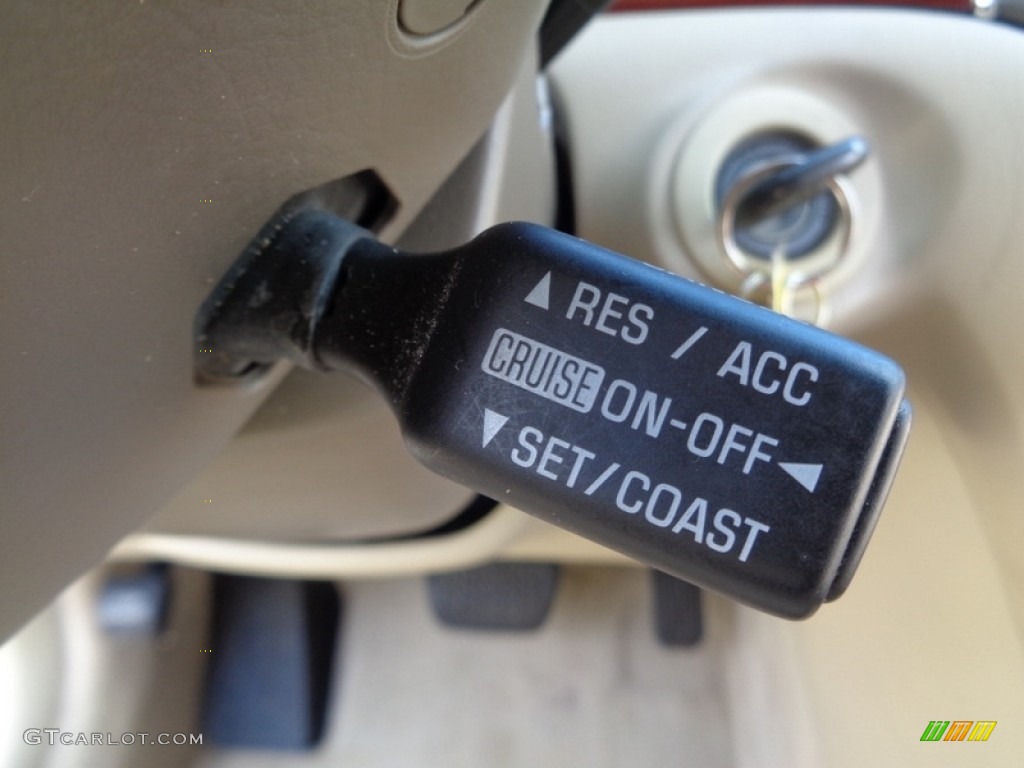 ▲ RES / ACC
CRUISE ON-OFF ◀
▼ SET/COAST
GTCARLOT.COM